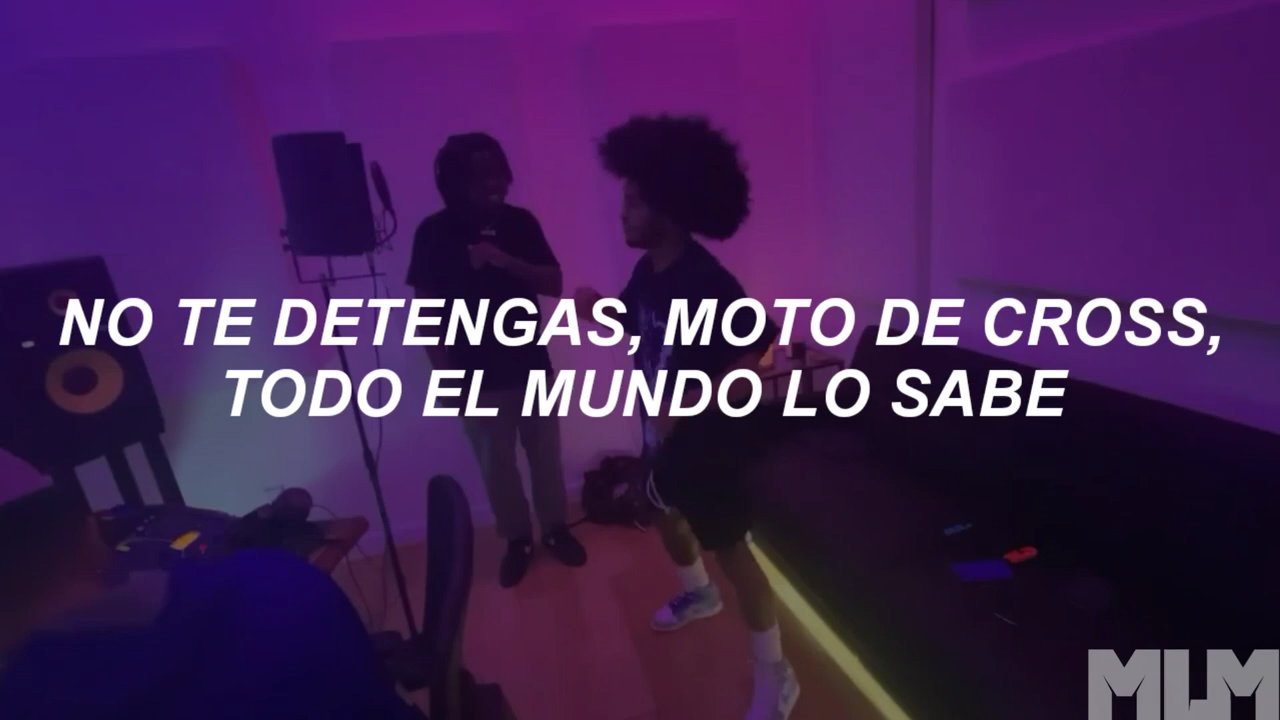 NO TE DETENGAS, MOTO DE CROSS,
TODO EL MUNDO LO SABE
MLM